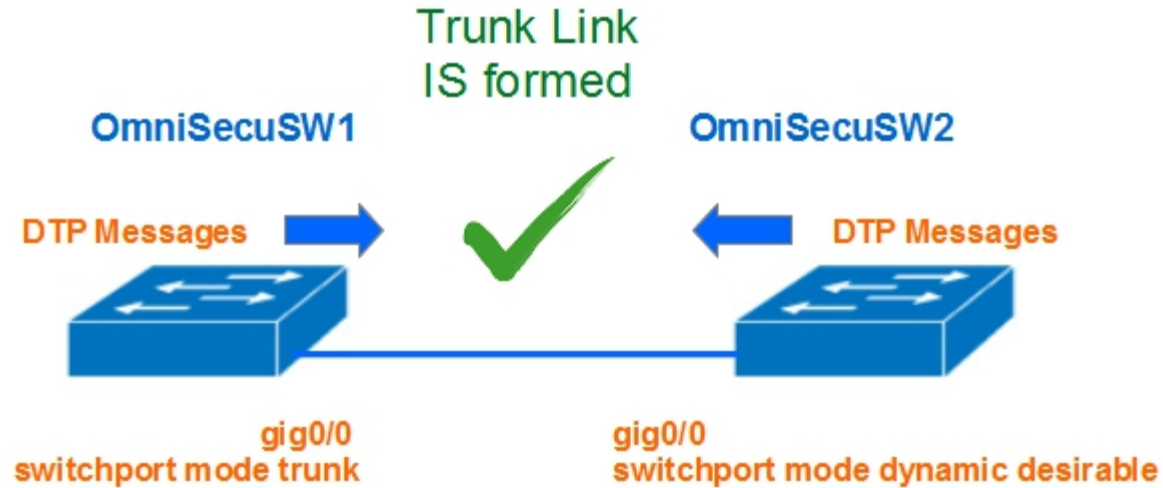 Trunk Link
IS formed
OmniSecuSW1
OmniSecuSW2
DTP Messages
DTP Messages
gig0/0
switchport mode trunk
gig0/0
switchport mode dynamic desirable